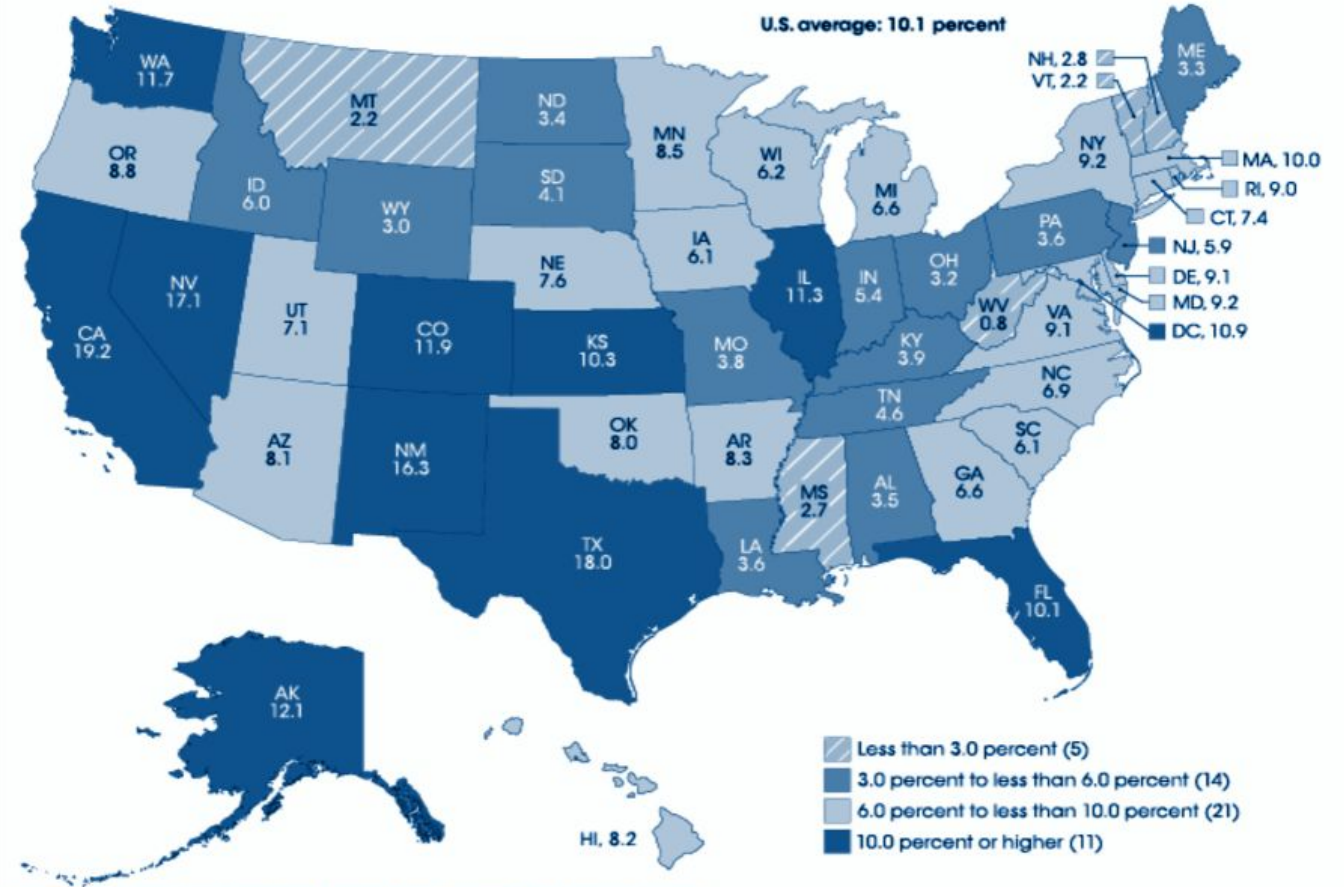 U.S. average: 10.1 percent
WA
11.7
MT
2.2
ND
3.4
MN
8.5
NH, 2.8
VT, 2.2
ME
3.3
OR
8.8
ID
6.0
WY
3.0
SD
4.1
WI
6.2
MI
6.6
NY
9.2
MA, 10.0
RI, 9.0
CT, 7.4
NJ, 5.9
DE, 9.1
MD, 9.2
DC, 10.9
CA
19.2
NV
17.1
UT
7.1
CO
11.9
NE
7.6
KS
10.3
IA
6.1
MO
3.8
IL
11.3
IN
5.4
OH
3.2
PA
3.6
WV
0.8
VA
9.1
KY
3.9
NC
6.9
TN
4.6
SC
6.1
AZ
8.1
NM
16.3
OK
8.0
AR
8.3
MS
2.7
AL
3.5
GA
6.6
TX
18.0
LA
3.6
FL
10.1
AK
12.1
HI, 8.2
Less than 3.0 percent (5)
3.0 percent to less than 6.0 percent (14)
6.0 percent to less than 10.0 percent (21)
10.0 percent or higher (11)